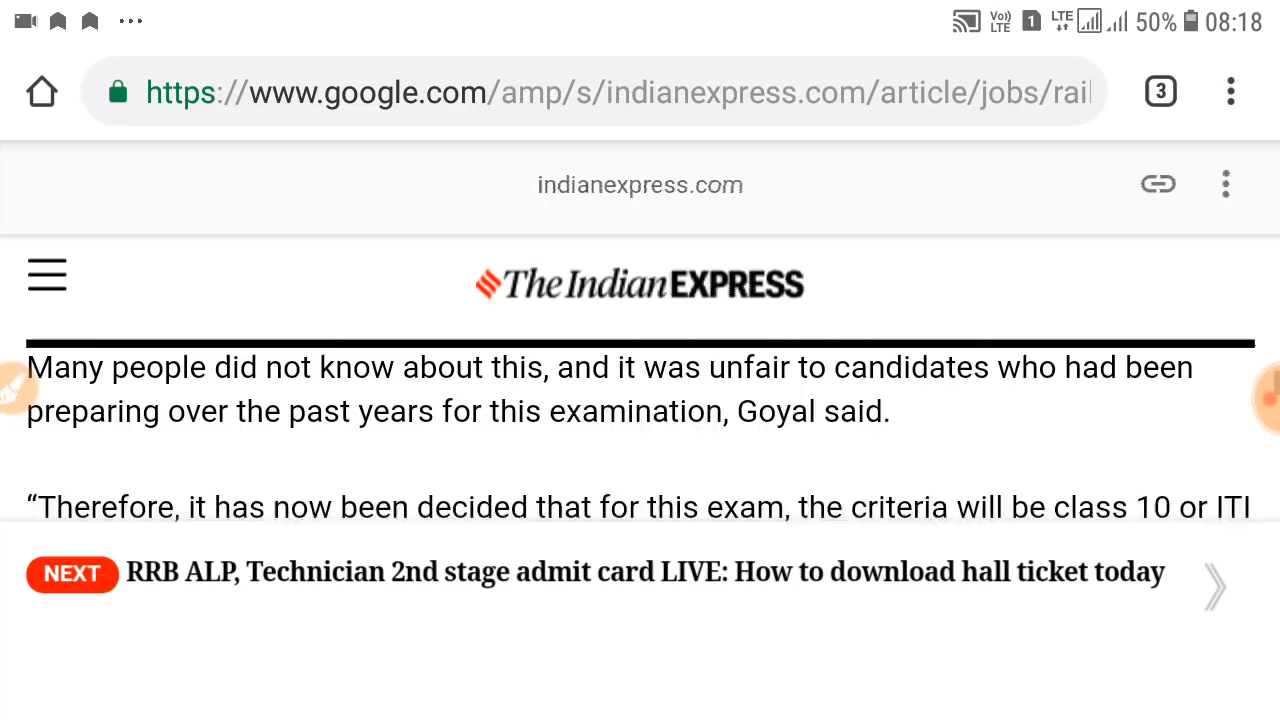 Vo) LTE 1 LTE 50% 08:18
https://www.google.com/amp/s/indianexpress.com/article/jobs/rail 3
indianexpress.com
The Indian EXPRESS
Many people did not know about this, and it was unfair to candidates who had been
preparing over the past years for this examination, Goyal said.
“Therefore, it has now been decided that for this exam, the criteria will be class 10 or ITI
NEXT RRB ALP, Technician 2nd stage admit card LIVE: How to download hall ticket today